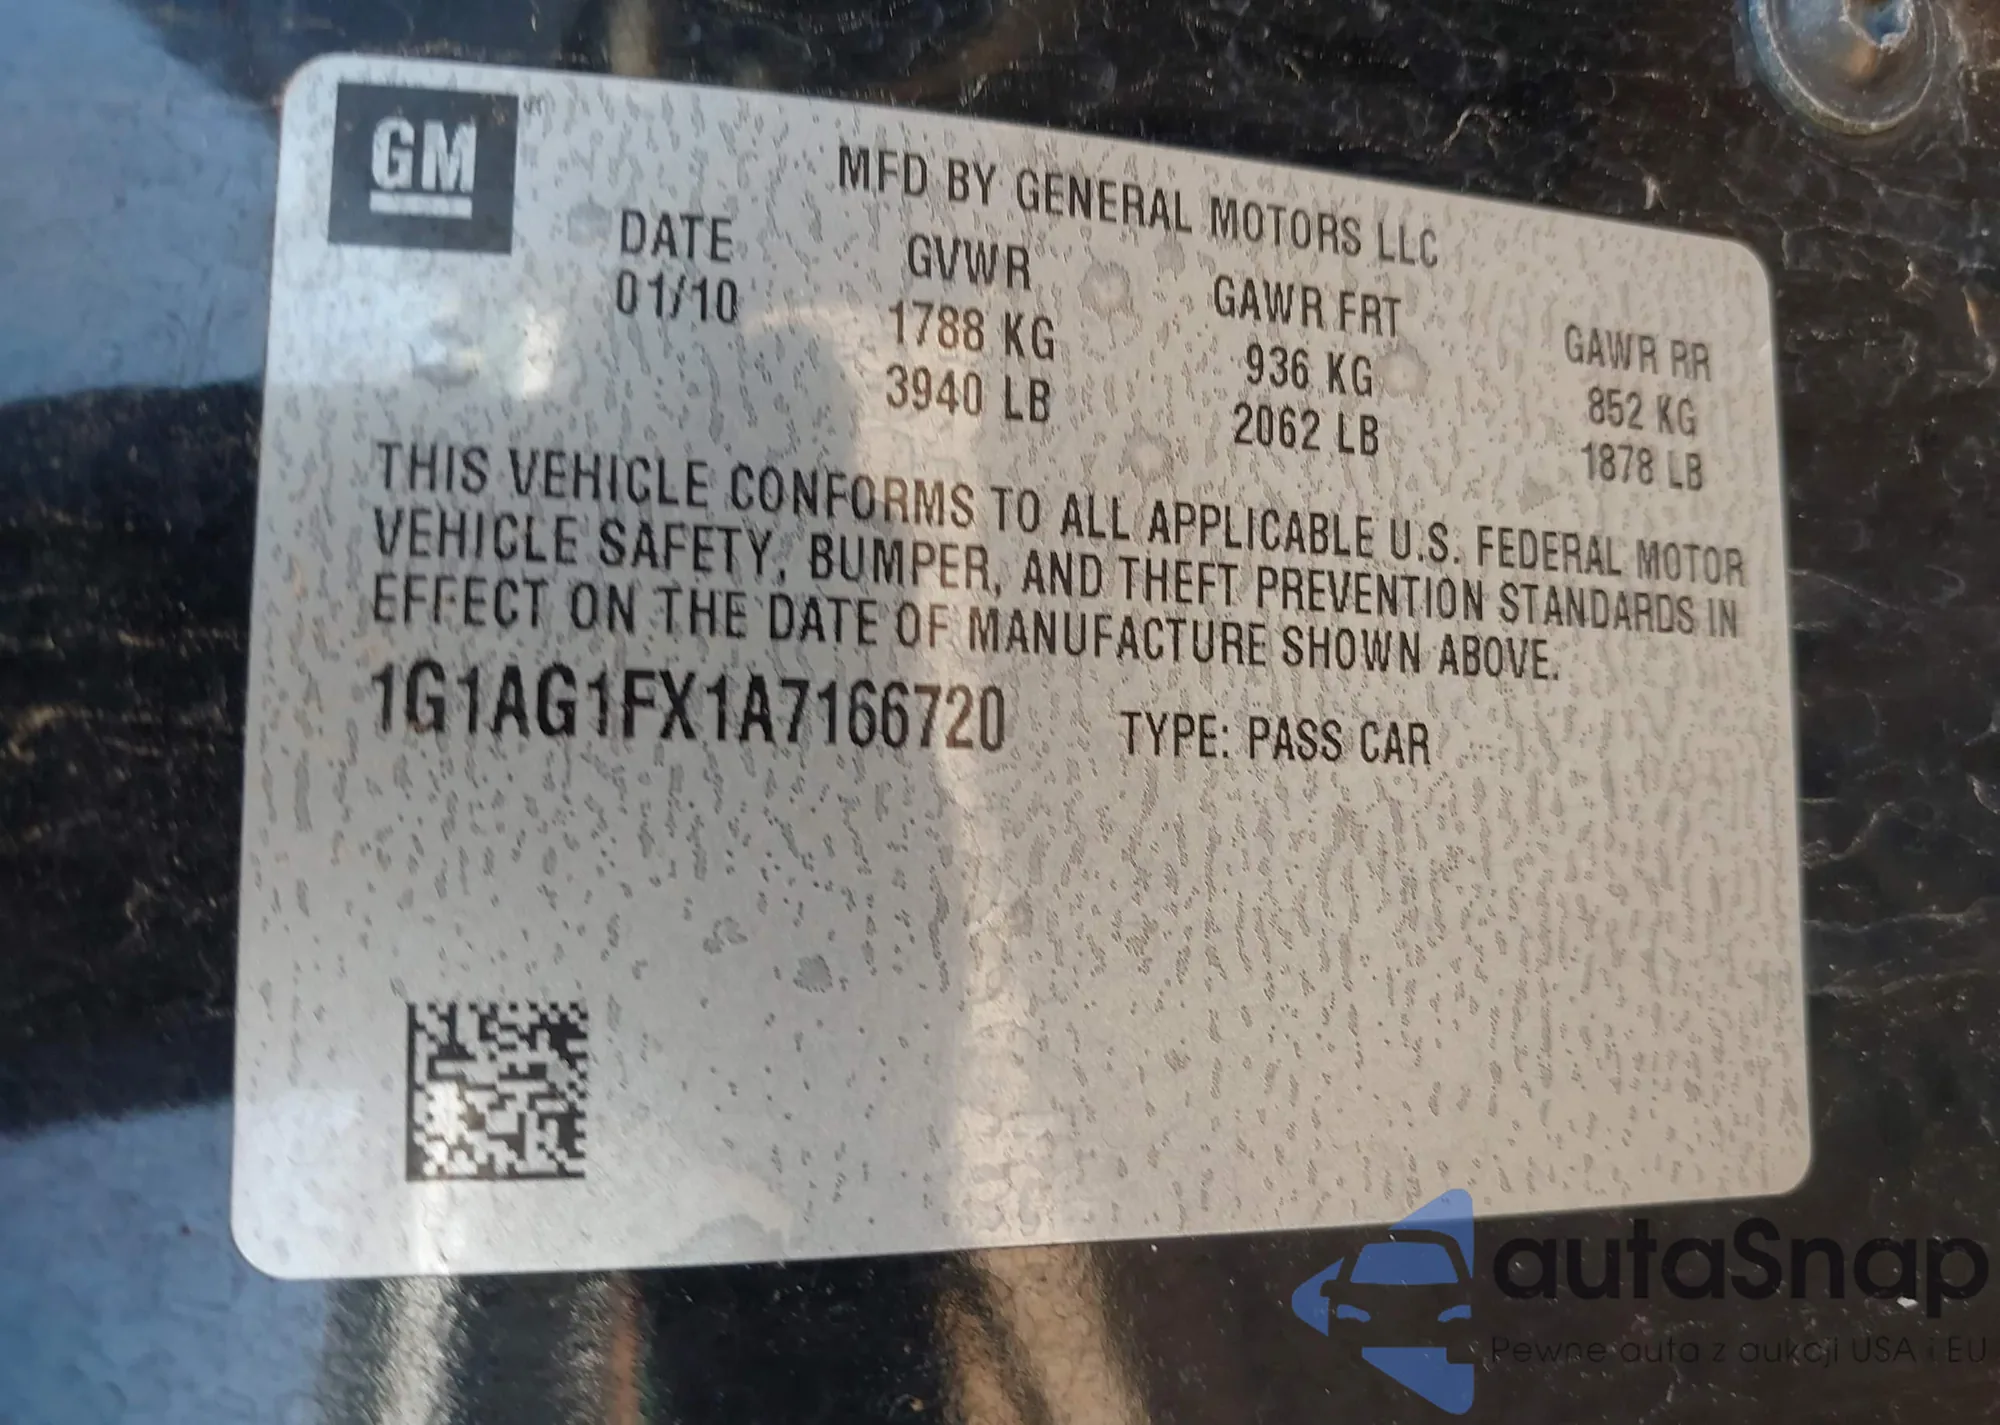 GM
MFD BY GENERAL MOTORS LLC
DATE GVWR GAWR FRT GAWR RR
01/10 1788 KG 936 KG 852 KG
3940 LB 2062 LB 1878 LB
THIS VEHICLE CONFORMS TO ALL APPLICABLE U.S. FEDERAL MOTOR
VEHICLE SAFETY, BUMPER, AND THEFT PREVENTION STANDARDS IN
EFFECT ON THE DATE OF MANUFACTURE SHOWN ABOVE.
1G1AG1FX1A7166720 TYPE: PASS CAR
autaSnap
Pewne auta z aukcji USA i EU